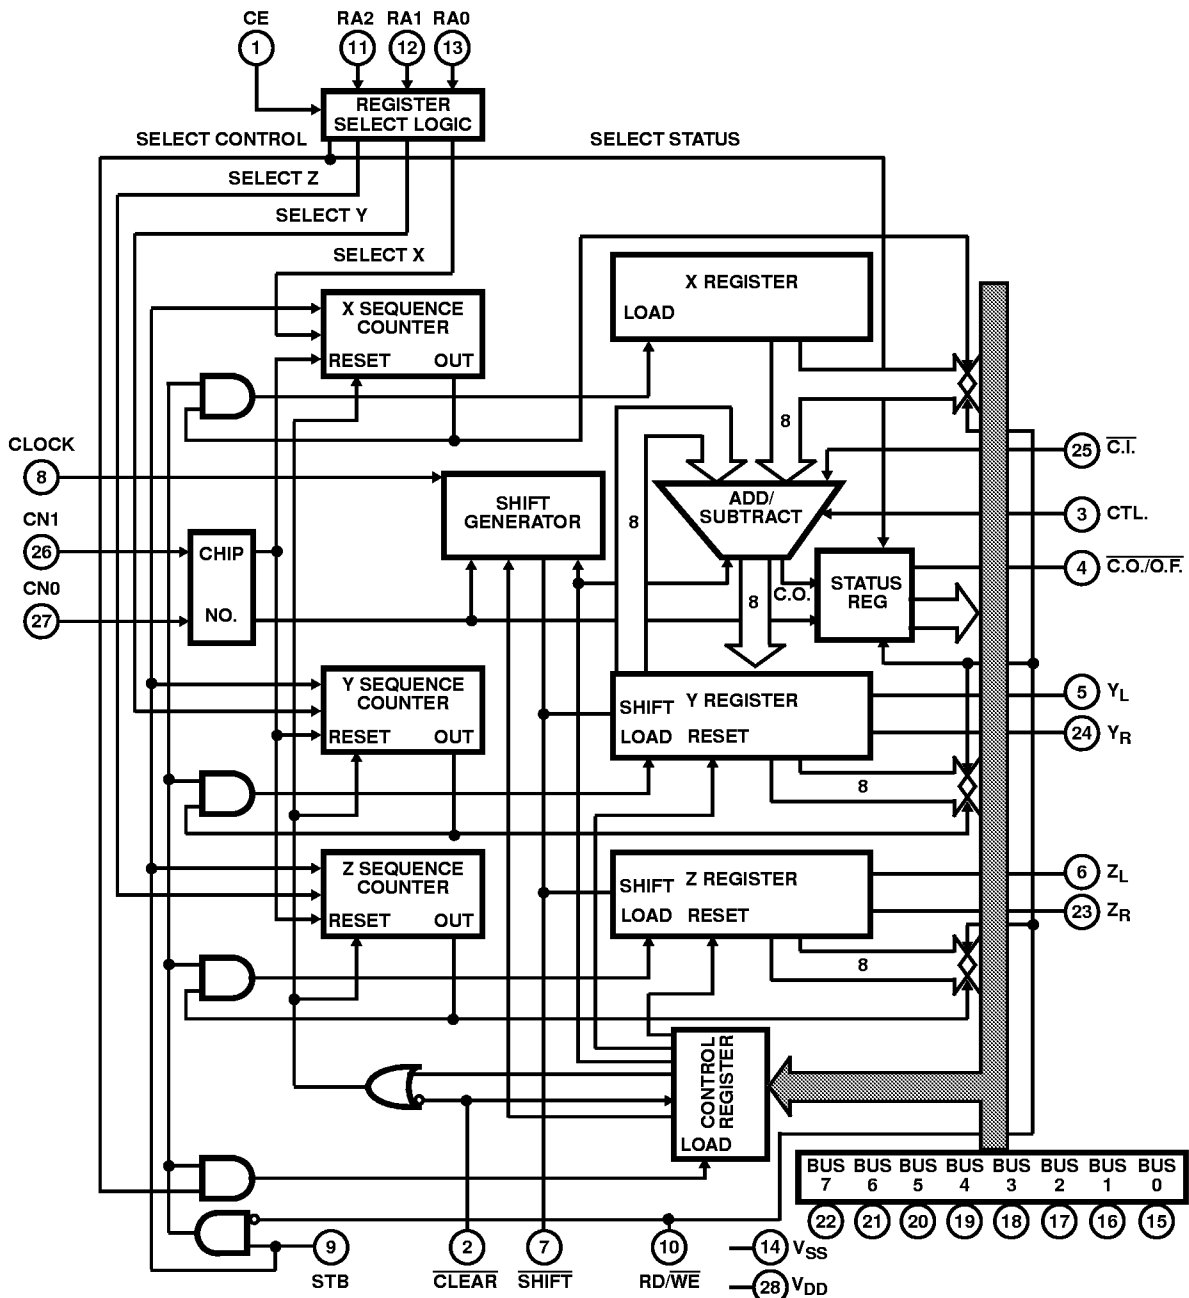 CE
RA2 RA1 RA0
1 11 12 13
REGISTER
SELECT LOGIC
SELECT CONTROL
SELECT STATUS
SELECT Z
SELECT Y
SELECT X
X SEQUENCE
COUNTER
RESET OUT
X REGISTER
LOAD
8
CLOCK
8
CN1
26
CN0
27
CHIP
NO.
SHIFT
GENERATOR
8
ADD/
SUBTRACT
8
C.O.
STATUS
REG
25 C.I.
3 CTL.
4 C.O./O.F.
Y SEQUENCE
COUNTER
RESET OUT
SHIFT Y REGISTER
LOAD RESET
8
5 YL
24 YR
Z SEQUENCE
COUNTER
RESET OUT
SHIFT Z REGISTER
LOAD RESET
8
6 ZL
23 ZR
CONTROL
REGISTER
LOAD
BUS BUS BUS BUS BUS BUS BUS BUS
7 6 5 4 3 2 1 0
22 21 20 19 18 17 16 15
9
STB
2
CLEAR
7
SHIFT
10
RD/WE
14 VSS
28 VDD